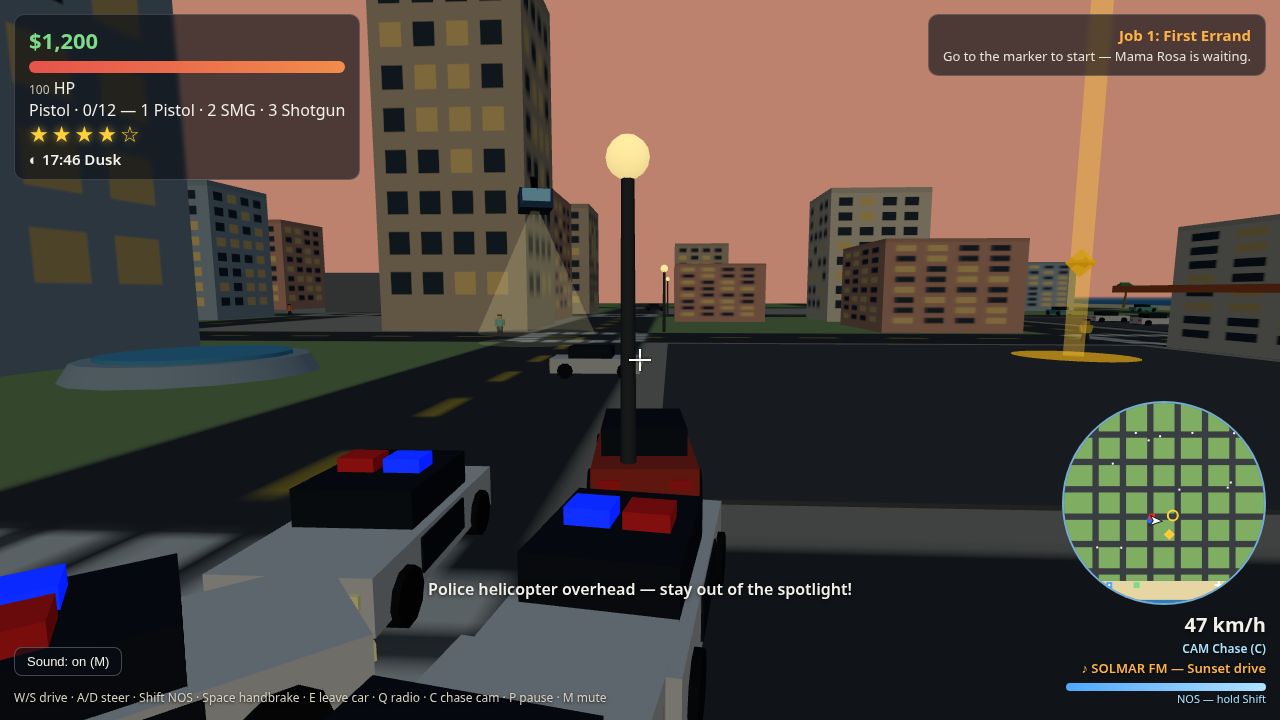 $1,200
100 HP
Pistol · 0/12 — 1 Pistol · 2 SMG · 3 Shotgun
★★★★☆
17:46 Dusk
Job 1: First Errand
Go to the marker to start — Mama Rosa is waiting.
Police helicopter overhead — stay out of the spotlight!
47 km/h
CAM Chase (C)
♪ SOLMAR FM — Sunset drive
NOS — hold Shift
Sound: on (M)
W/S drive · A/D steer · Shift NOS · Space handbrake · E leave car · Q radio · C chase cam · P pause · M mute